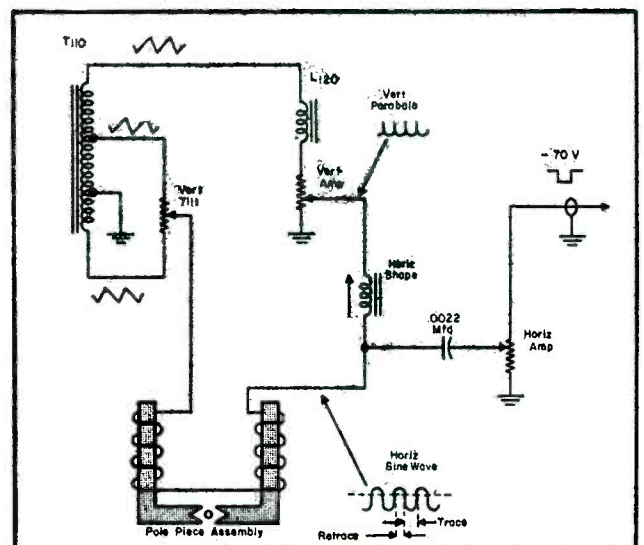 T110
L120
Vert
Parabola
- 70 V
Vert
Tilt
Vert Amp
Horiz
Shape
.0022
Mfd
Horiz
Amp
Horiz
Sine Wave
Trace
Retrace
Pole Piece Assembly